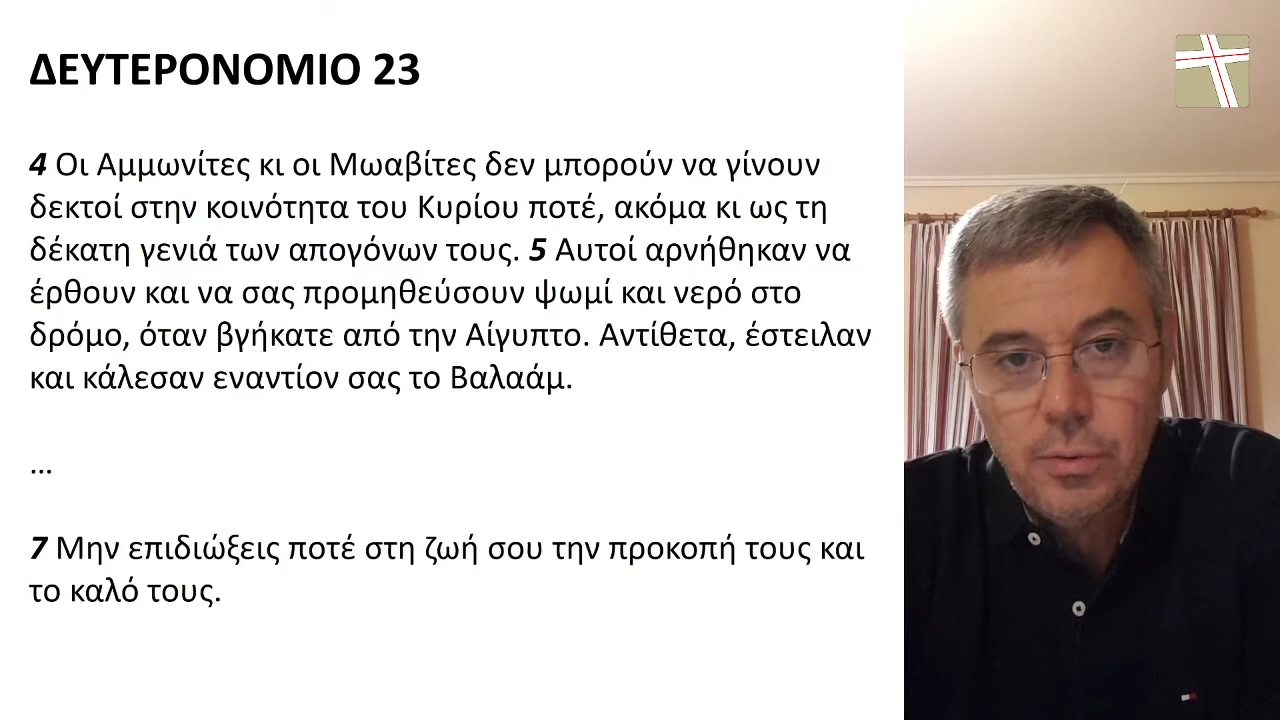 ΔΕΥΤΕΡΟΝΟΜΙΟ 23
4 Οι Αμμωνίτες κι οι Μωαβίτες δεν μπορούν να γίνουν
δεκτοί στην κοινότητα του Κυρίου ποτέ, ακόμα κι ως τη
δέκατη γενιά των απογόνων τους. 5 Αυτοί αρνήθηκαν να
έρθουν και να σας προμηθεύσουν ψωμί και νερό στο
δρόμο, όταν βγήκατε από την Αίγυπτο. Αντίθετα, έστειλαν
και κάλεσαν εναντίον σας το Βαλαάμ.
...
7 Μην επιδιώξεις ποτέ στη ζωή σου την προκοπή τους και
το καλό τους.